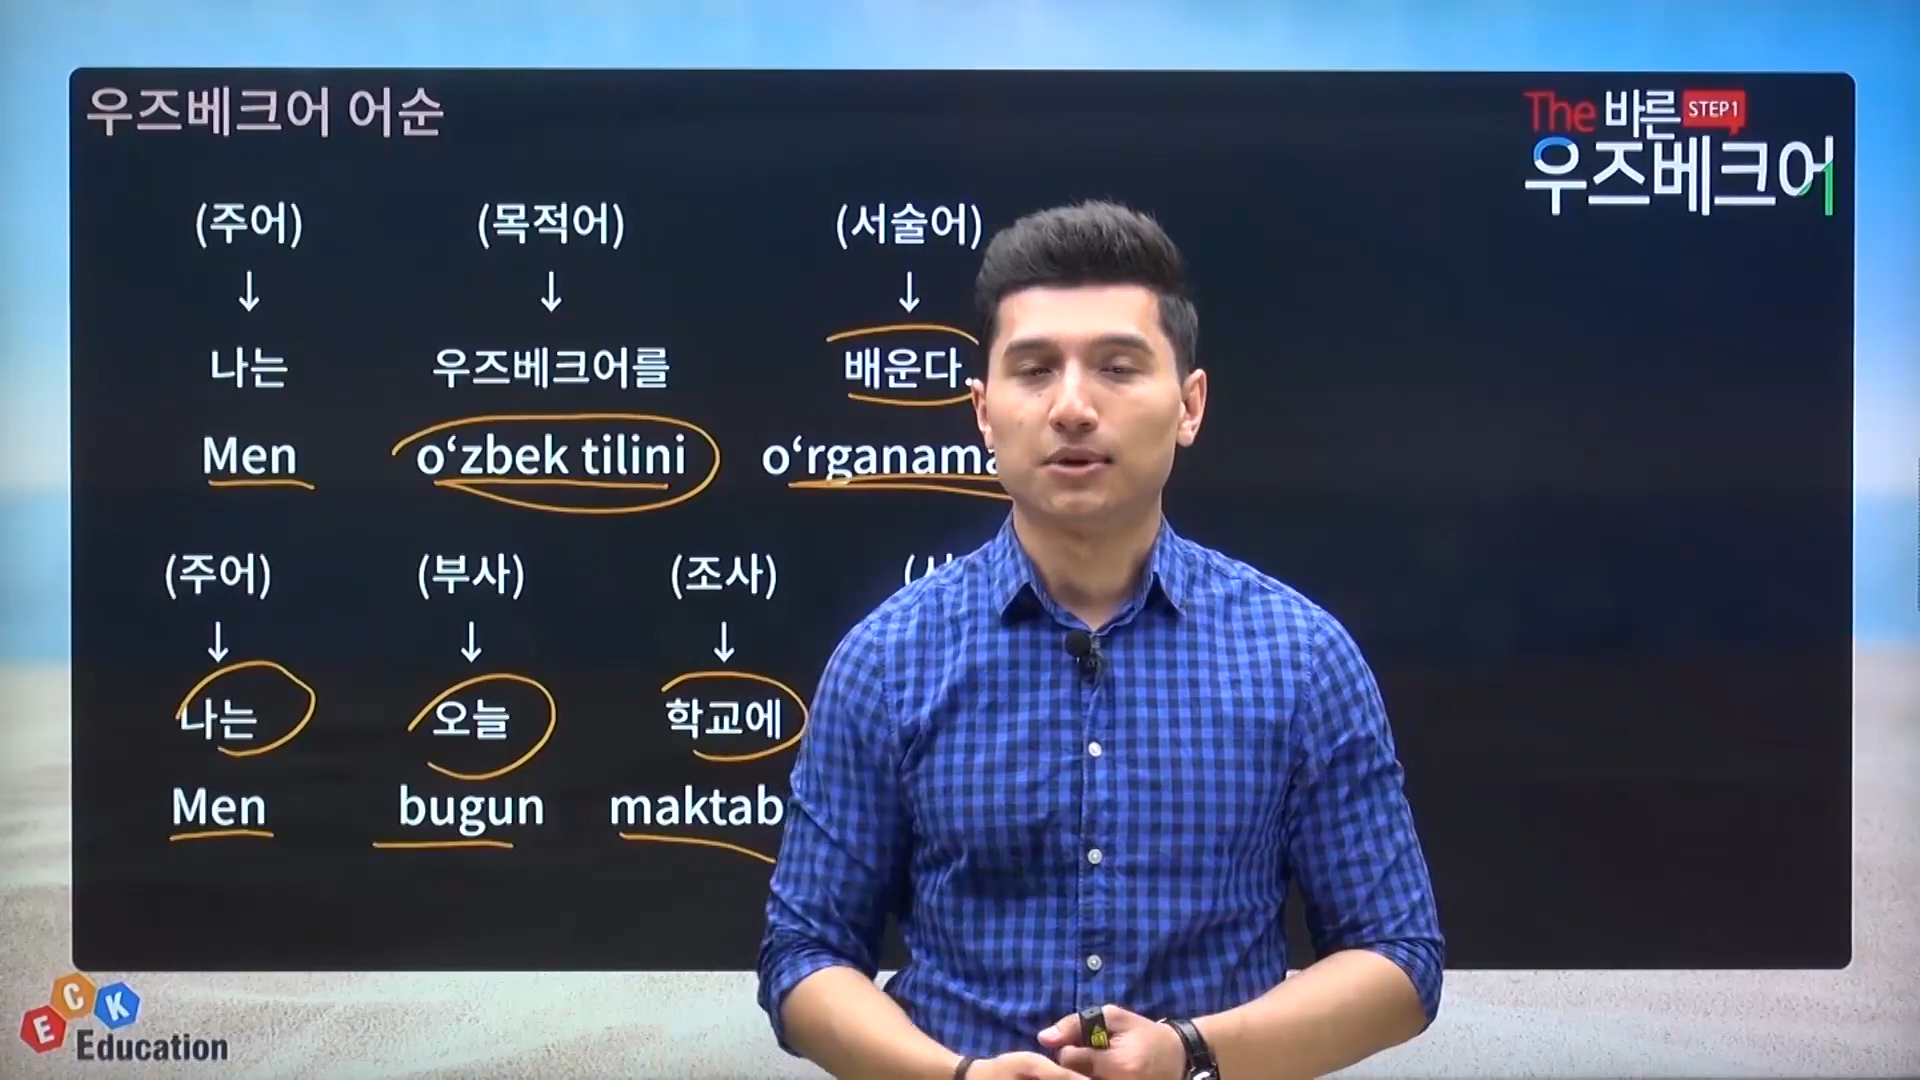 우즈베크어 어순
The 바른 STEP1
우즈베크어
(주어) (목적어) (서술어)
↓ ↓ ↓
나는 우즈베크어를 배운다.
Men o‘zbek tilini
(주어) (부사) (조사)
↓ ↓ ↓
나는 오늘 학교에
Men bugun
ECK
Education